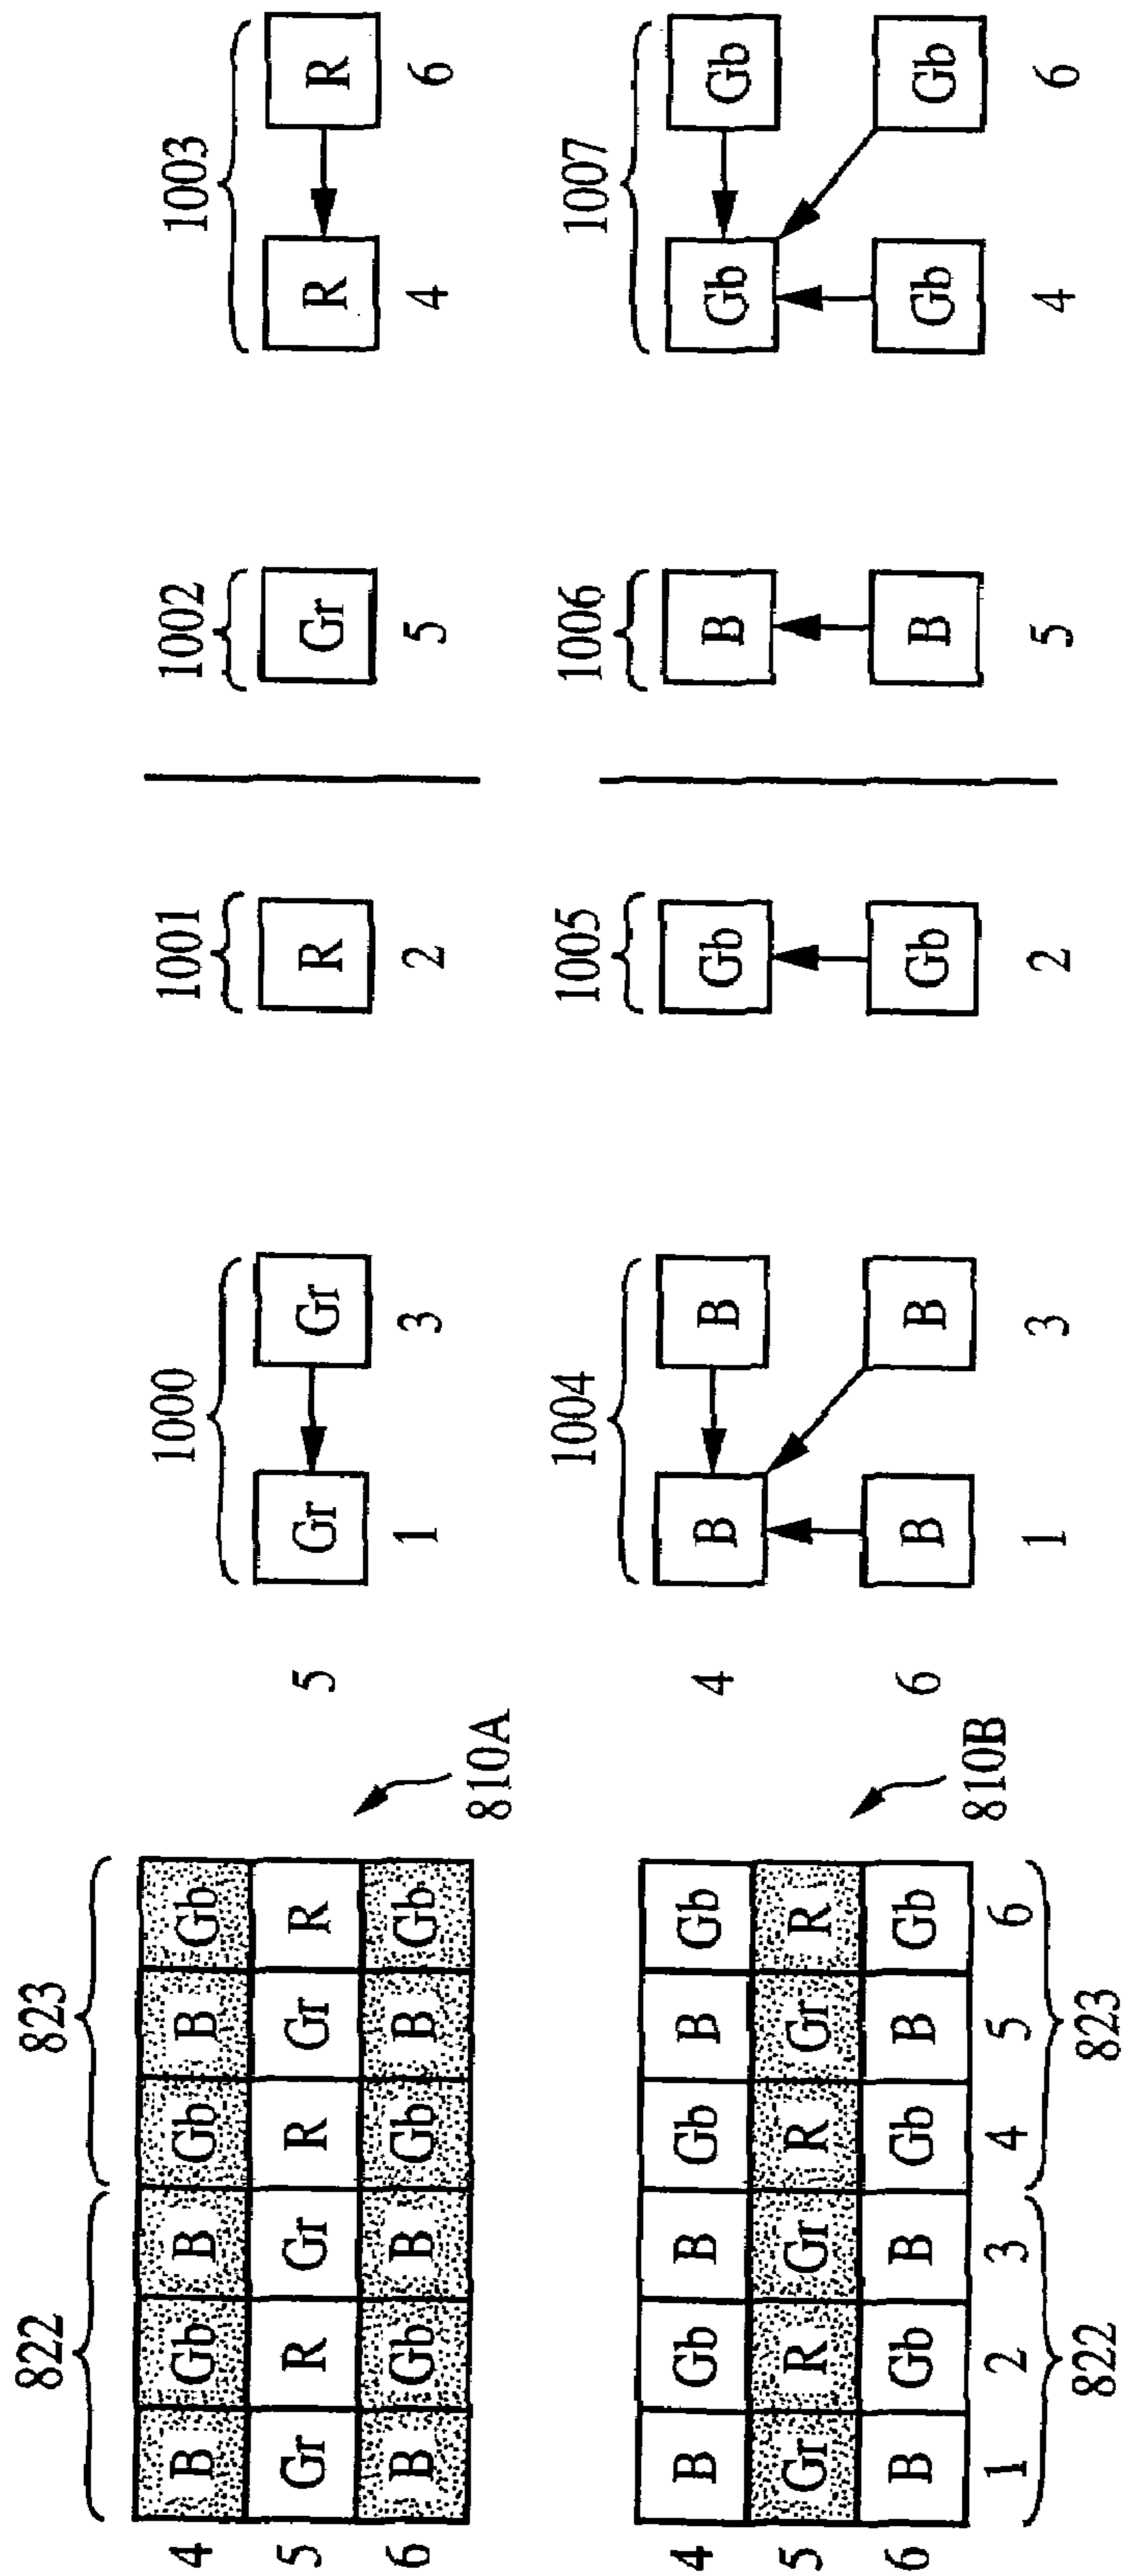 822 823
4 B Gb B Gb B Gb
5 Gr R Gr R Gr R
6 B Gb B Gb B Gb
810A
1000 1001 1002 1003
5 Gr Gr R Gr R R
1 3 2 5 4 6
4 B Gb B Gb B Gb
5 Gr R Gr R Gr R
6 B Gb B Gb B Gb
1 2 3 4 5 6
822 823
810B
1004 1005 1006 1007
4 B B Gb B Gb Gb
6 B B Gb B Gb Gb
1 3 2 5 4 6